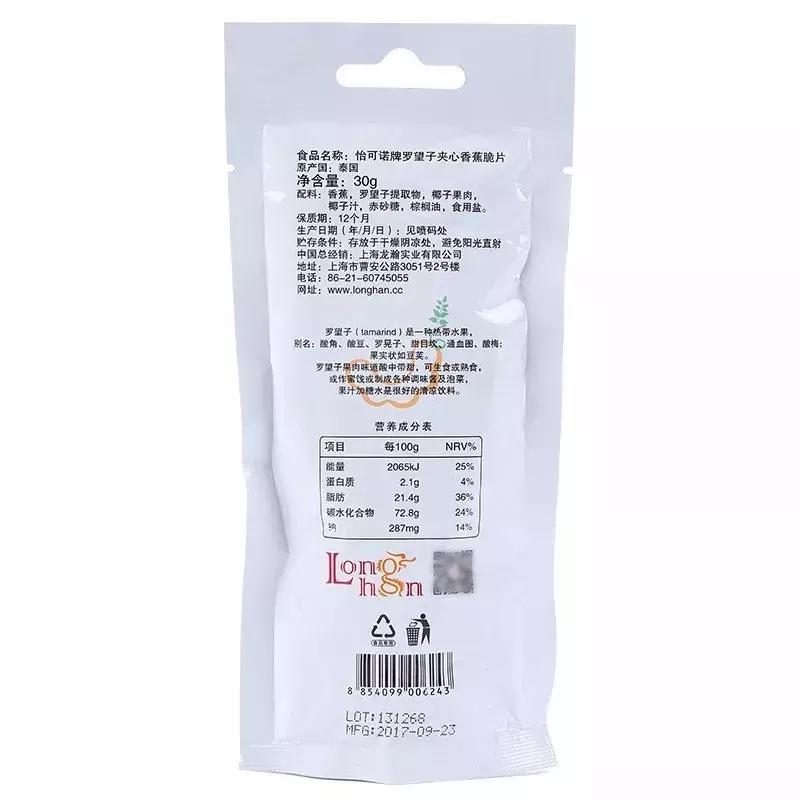 食品名称：怡可诺牌罗望子夹心香蕉脆片
原产国：泰国
净含量：30g
配料：香蕉，罗望子提取物，椰子果肉，
椰子汁，赤砂糖，棕榈油，食用盐。
保质期：12个月
生产日期（年/月/日）：见喷码处
贮存条件：存放于干燥阴凉处，避免阳光直射
中国总经销：上海龙瀚实业有限公司
地址：上海市曹安公路3051号2号楼
电话：86-21-60745055
网址：www.longhan.cc
罗望子（tamarind）是一种热带水果，
别名：酸角、酸豆、罗晃子、甜目坎、通血图、酸梅；
果实状如豆荚。
罗望子果肉味道酸中带甜，可生食或熟食，
或作蜜饯或制成各种调味酱及泡菜，
果汁加糖水是很好的清凉饮料。
营养成分表
项目 每100g NRV%
能量 2065kJ 25%
蛋白质 2.1g 4%
脂肪 21.4g 36%
碳水化合物 72.8g 24%
钠 287mg 14%
Long
han
食品专用
8 854099 006243
LOT:131268
MFG:2017-09-23